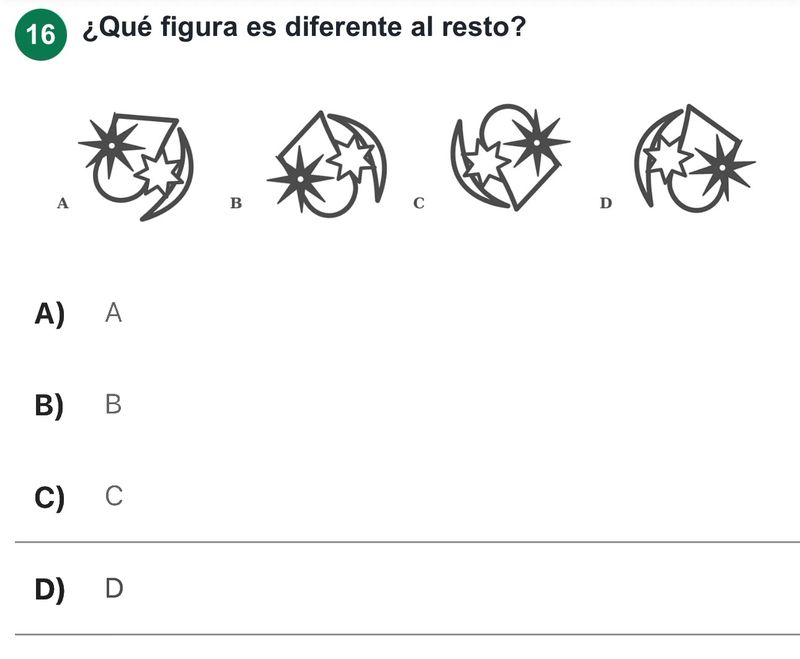 16 ¿Qué figura es diferente al resto?
A B C D
A) A
B) B
C) C
D) D